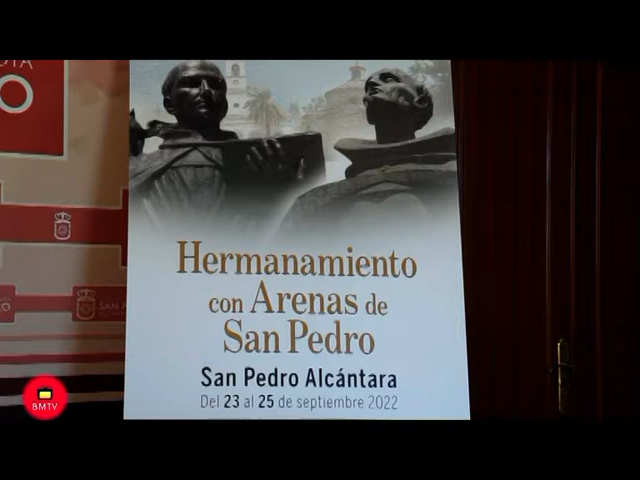 Hermanamiento
con Arenas de
San Pedro
San Pedro Alcántara
Del 23 al 25 de septiembre 2022
BMTV